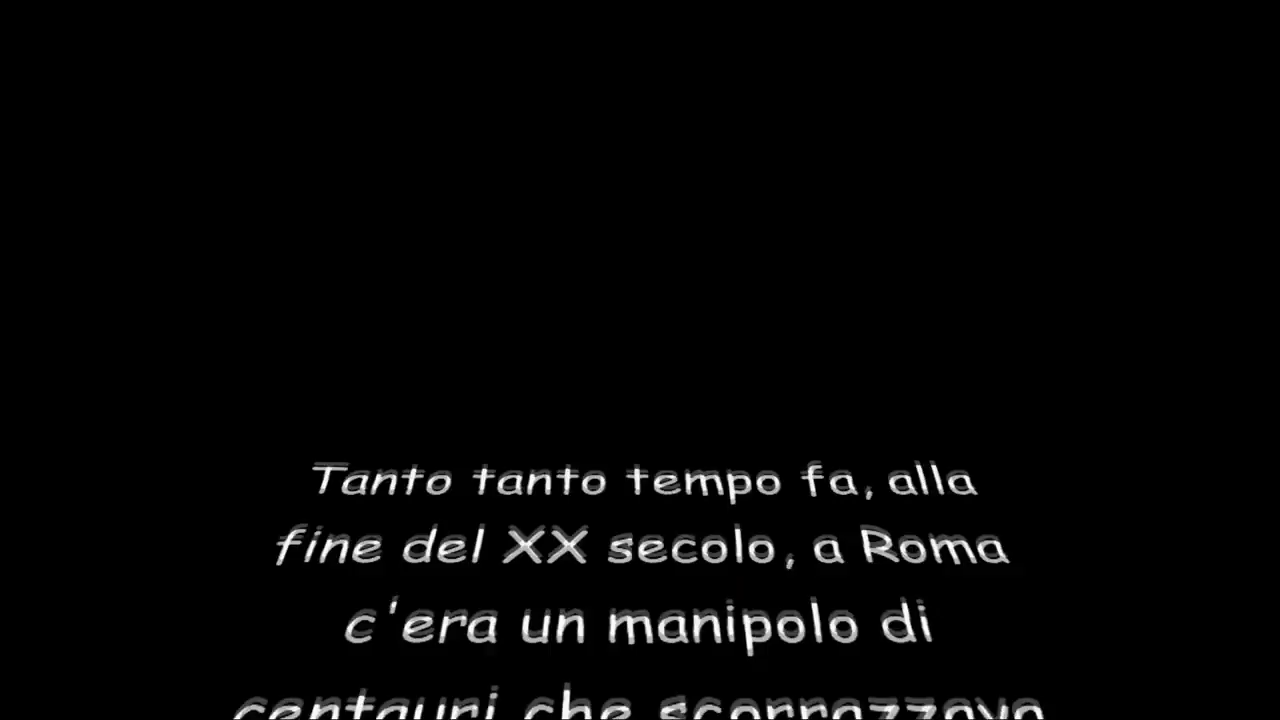 Tanto tanto tempo fa, alla
fine del XX secolo, a Roma
c'era un manipolo di
centauri che scorrazzava